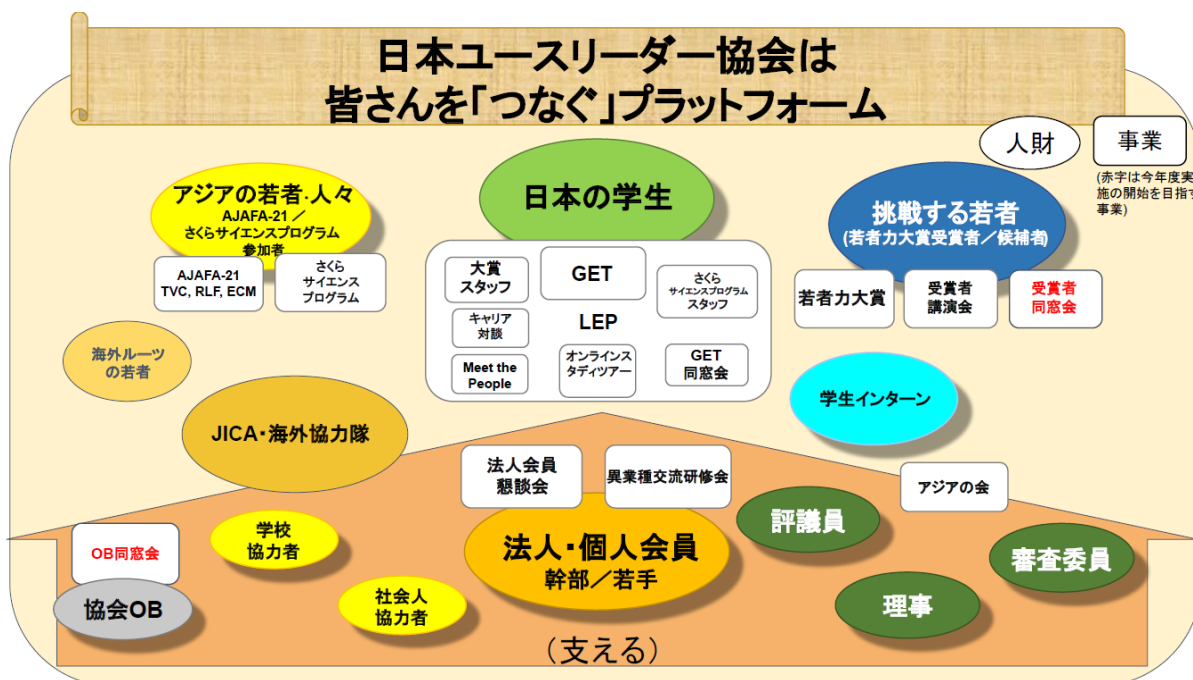 日本ユースリーダー協会は
皆さんを「つなぐ」プラットフォーム
人財
事業
(赤字は今年度実
施の開始を目指す
事業)
アジアの若者・人々
AJAFA-21／
さくらサイエンスプログラム
参加者
AJAFA-21
TVC, RLF, ECM
さくら
サイエンス
プログラム
日本の学生
大賞
スタッフ
GET
さくら
サイエンスプログラム
スタッフ
キャリア
対談
LEP
Meet the
People
オンラインス
タディツアー
GET
同窓会
挑戦する若者
(若者力大賞受賞者／候補者)
若者力大賞
受賞者
講演会
受賞者
同窓会
海外ルーツ
の若者
JICA・海外協力隊
学生インターン
法人会員
懇談会
異業種交流研修会
アジアの会
OB同窓会
協会OB
学校
協力者
社会人
協力者
法人・個人会員
幹部／若手
評議員
理事
審査委員
（支える）